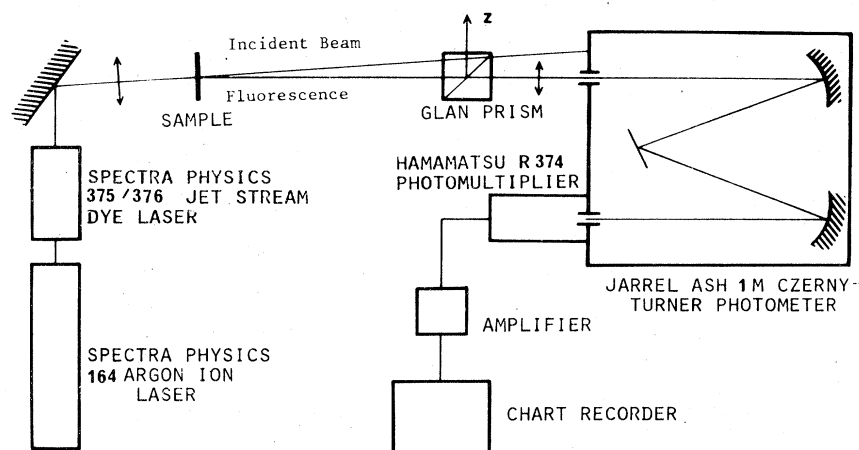 Z
Incident Beam
Fluorescence
SAMPLE
GLAN PRISM
HAMAMATSU R 374
PHOTOMULTIPLIER
SPECTRA PHYSICS
375/376 JET STREAM
DYE LASER
JARREL ASH 1 M CZERNY-
TURNER PHOTOMETER
AMPLIFIER
SPECTRA PHYSICS
164 ARGON ION
LASER
CHART RECORDER